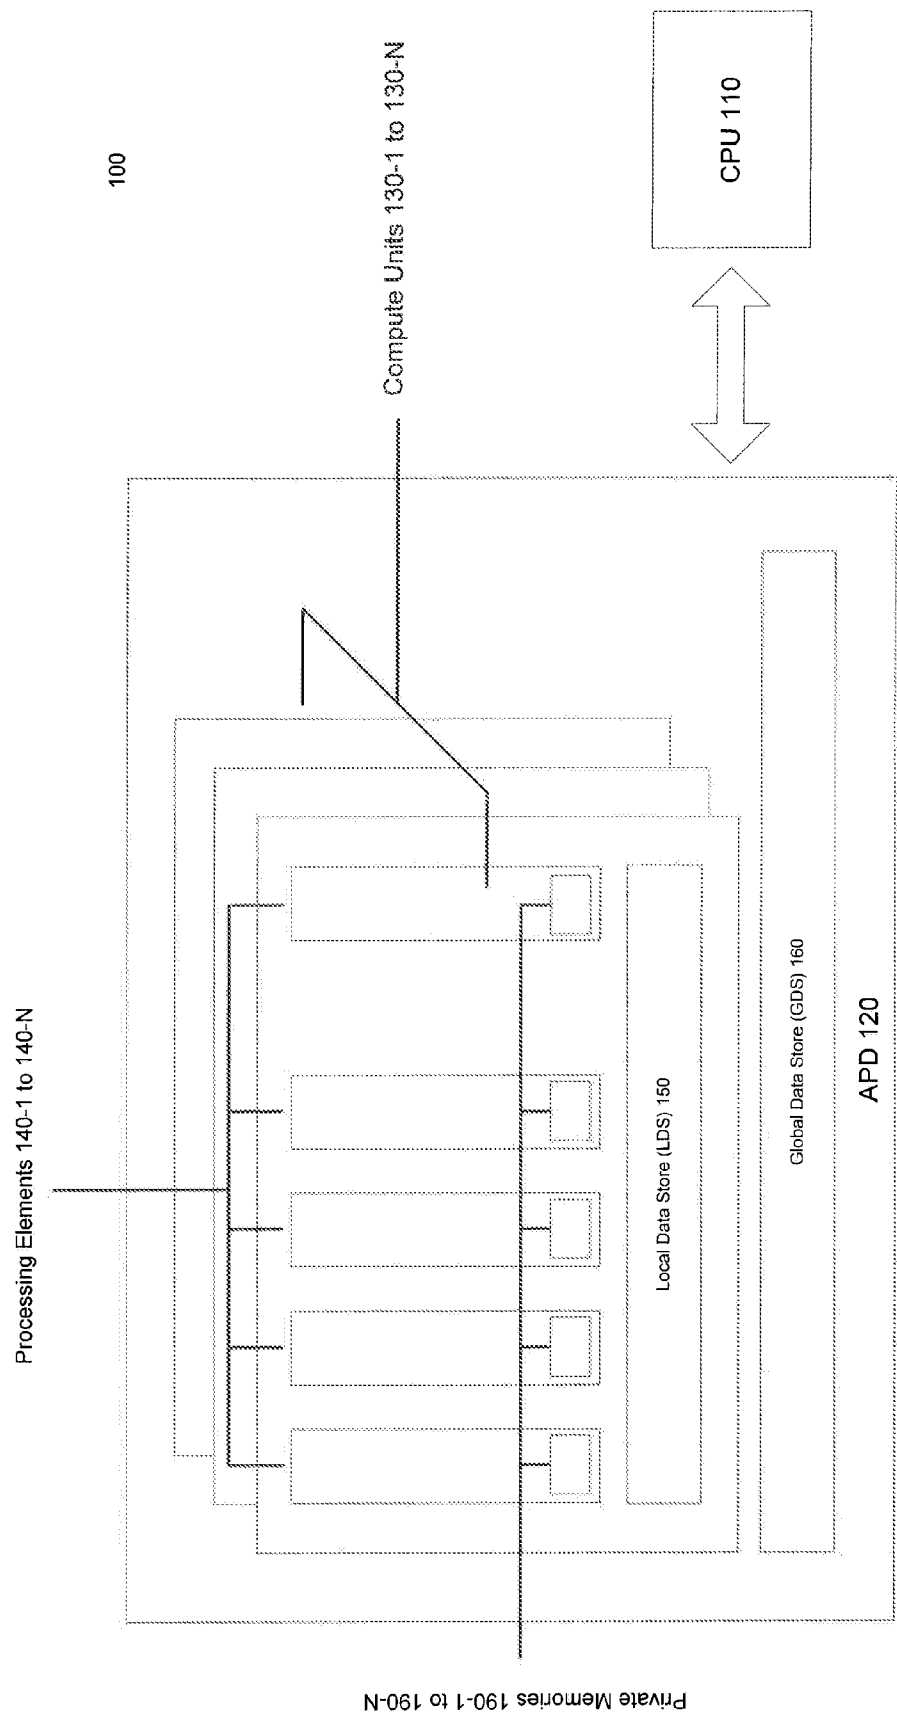 100
Processing Elements 140-1 to 140-N
Compute Units 130-1 to 130-N
CPU 110
Private Memories 190-1 to 190-N
Local Data Store (LDS) 150
Global Data Store (GDS) 160
APD 120